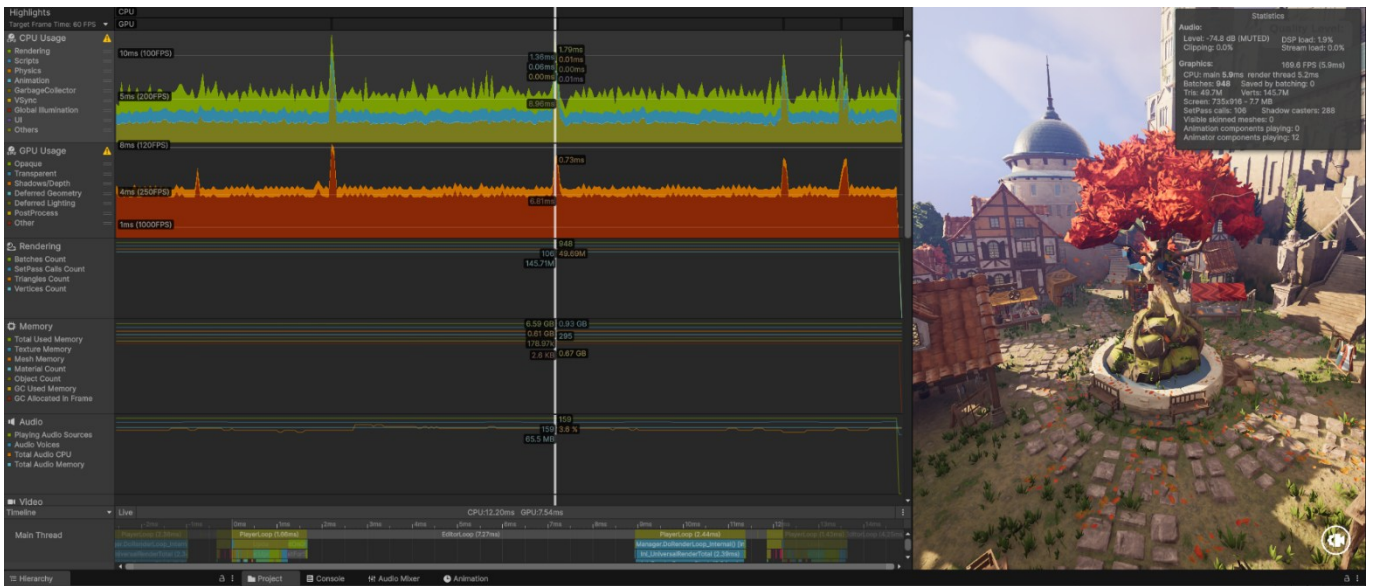 Highlights
CPU
Target Frame Time: 60 FPS
GPU
CPU Usage
Rendering
Scripts
Physics
Animation
GarbageCollector
VSync
Global Illumination
UI
Others
10ms (100FPS)
5ms (200FPS)
1.36ms
1.79ms
0.01ms
0.06ms
0.00ms
0.00ms
0.01ms
6.96ms
GPU Usage
Opaque
Transparent
Shadows/Depth
Deferred Geometry
Deferred Lighting
PostProcess
Other
8ms (120FPS)
4ms (250FPS)
1ms (1000FPS)
0.73ms
6.81ms
Rendering
Batches Count
SetPass Calls Count
Triangles Count
Vertices Count
948
106
49.69M
145.71M
Memory
Total Used Memory
Texture Memory
Mesh Memory
Material Count
Object Count
GC Used Memory
GC Allocated In Frame
6.59 GB
0.93 GB
0.61 GB
295
178.97k
2.6 KB
0.67 GB
Audio
Playing Audio Sources
Audio Voices
Total Audio CPU
Total Audio Memory
159
159
3.6 %
65.5 MB
Video
Timeline
Live
CPU:12.20ms GPU:7.54ms
Main Thread
PlayerLoop (1.66ms)
EditorLoop (7.27ms)
PlayerLoop (2.44ms)
Manager.DoRenderLoop_Internal()
Inl_UniversalRenderTotal (2.39ms)
Hierarchy
Project
Console
Audio Mixer
Animation
Statistics
Audio:
Level: -74.8 dB (MUTED)
DSP load: 1.9%
Clipping: 0.0%
Stream load: 0.0%
Graphics:
169.6 FPS (5.9ms)
CPU: main 5.9ms render thread 5.2ms
Batches: 948 Saved by batching: 0
Tris: 49.7M Verts: 145.7M
Screen: 735x916 - 7.7 MB
SetPass calls: 106 Shadow casters: 286
Visible skinned meshes: 0
Animation components playing: 0
Animator components playing: 12